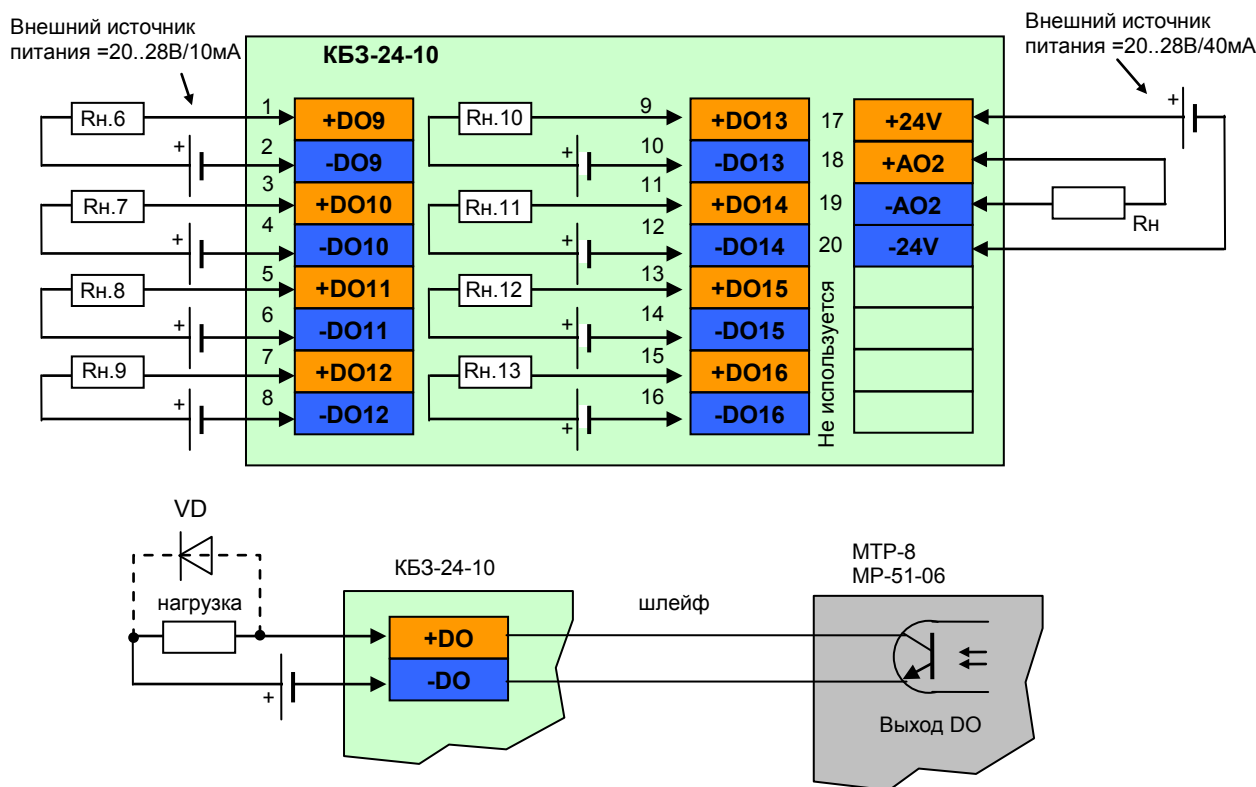 Внешний источник
питания =20..28В/10мА
Внешний источник
питания =20..28В/40мА
КБЗ-24-10
Rн.6
1
+DO9
+
2
-DO9
Rн.7
3
+DO10
+
4
-DO10
Rн.8
5
+DO11
+
6
-DO11
Rн.9
7
+DO12
+
8
-DO12
Rн.10
9
+DO13
+
10
-DO13
Rн.11
11
+DO14
+
12
-DO14
Rн.12
13
+DO15
+
14
-DO15
Rн.13
15
+DO16
+
16
-DO16
17
+24V
+
18
+AO2
19
-AO2
Rн
20
-24V
Не используется
VD
нагрузка
+
КБЗ-24-10
+DO
-DO
шлейф
МТР-8
МР-51-06
Выход DO